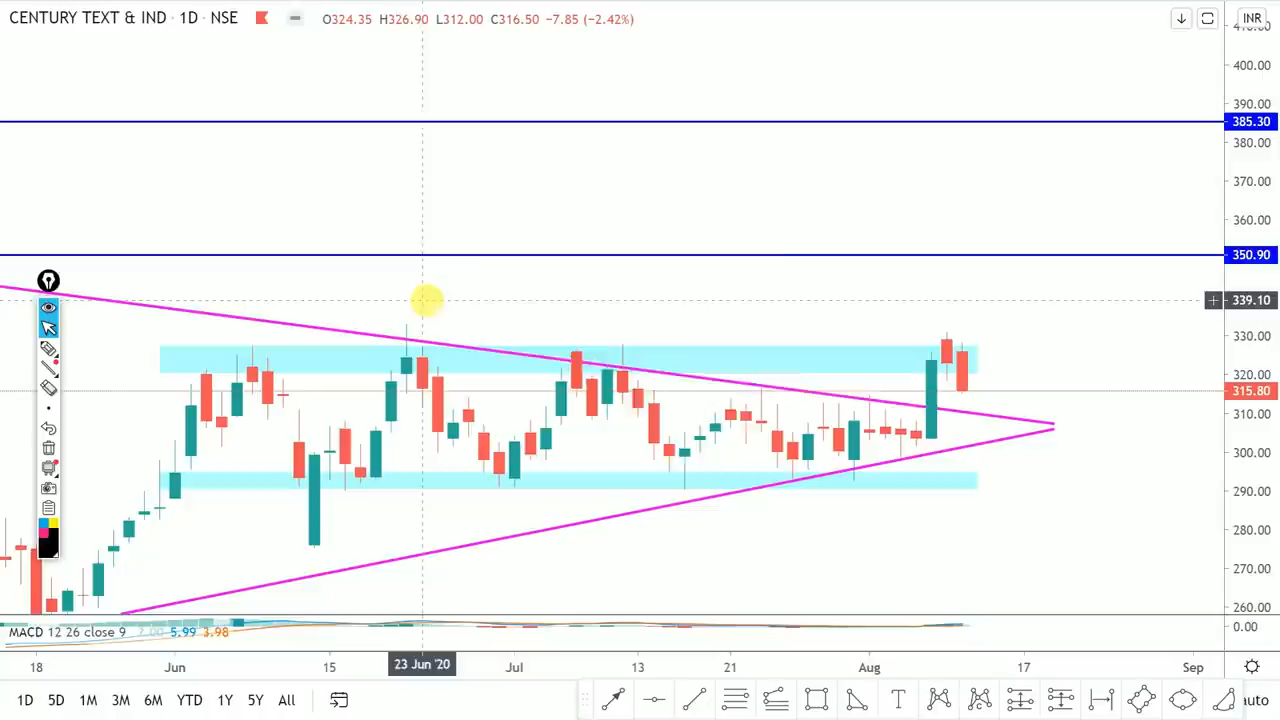 CENTURY TEXT & IND · 1D · NSE O324.35 H326.90 L312.00 C316.50 −7.85 (−2.42%)
INR
400.00
390.00
385.30
380.00
370.00
360.00
350.90
339.10
330.00
320.00
315.80
310.00
300.00
290.00
280.00
270.00
260.00
MACD 12 26 close 9 2.00 5.99 3.98
0.00
18 Jun 15 23 Jun '20 Jul 13 21 Aug 17 Sep
1D 5D 1M 3M 6M YTD 1Y 5Y All
T
auto